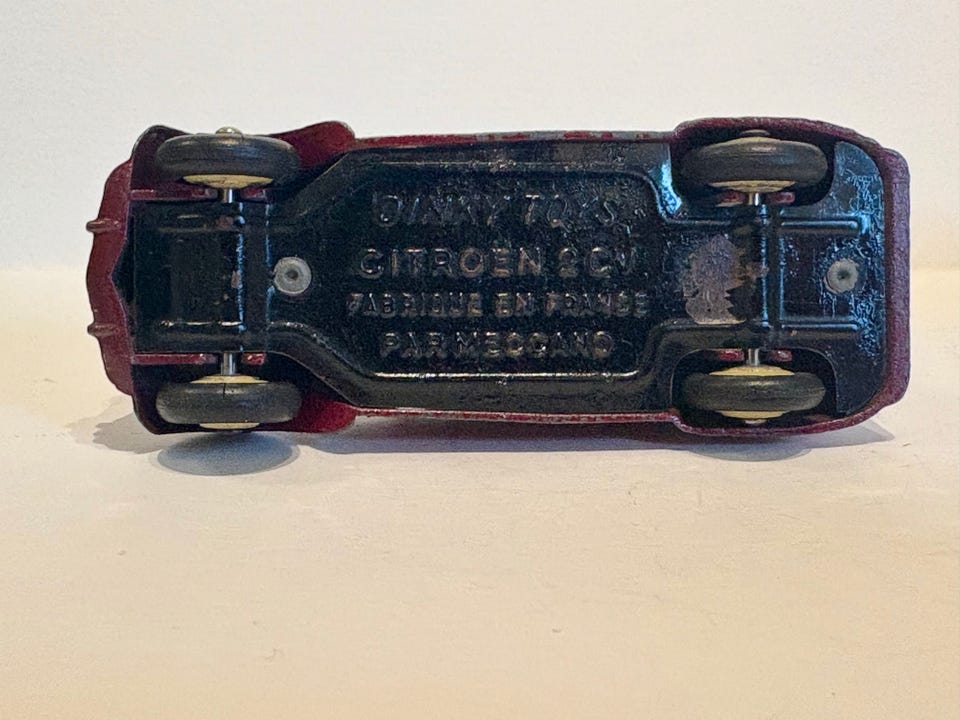 DINKY TOYS
CITROEN 2CV
FABRIQUE EN FRANCE
PAR MECCANO